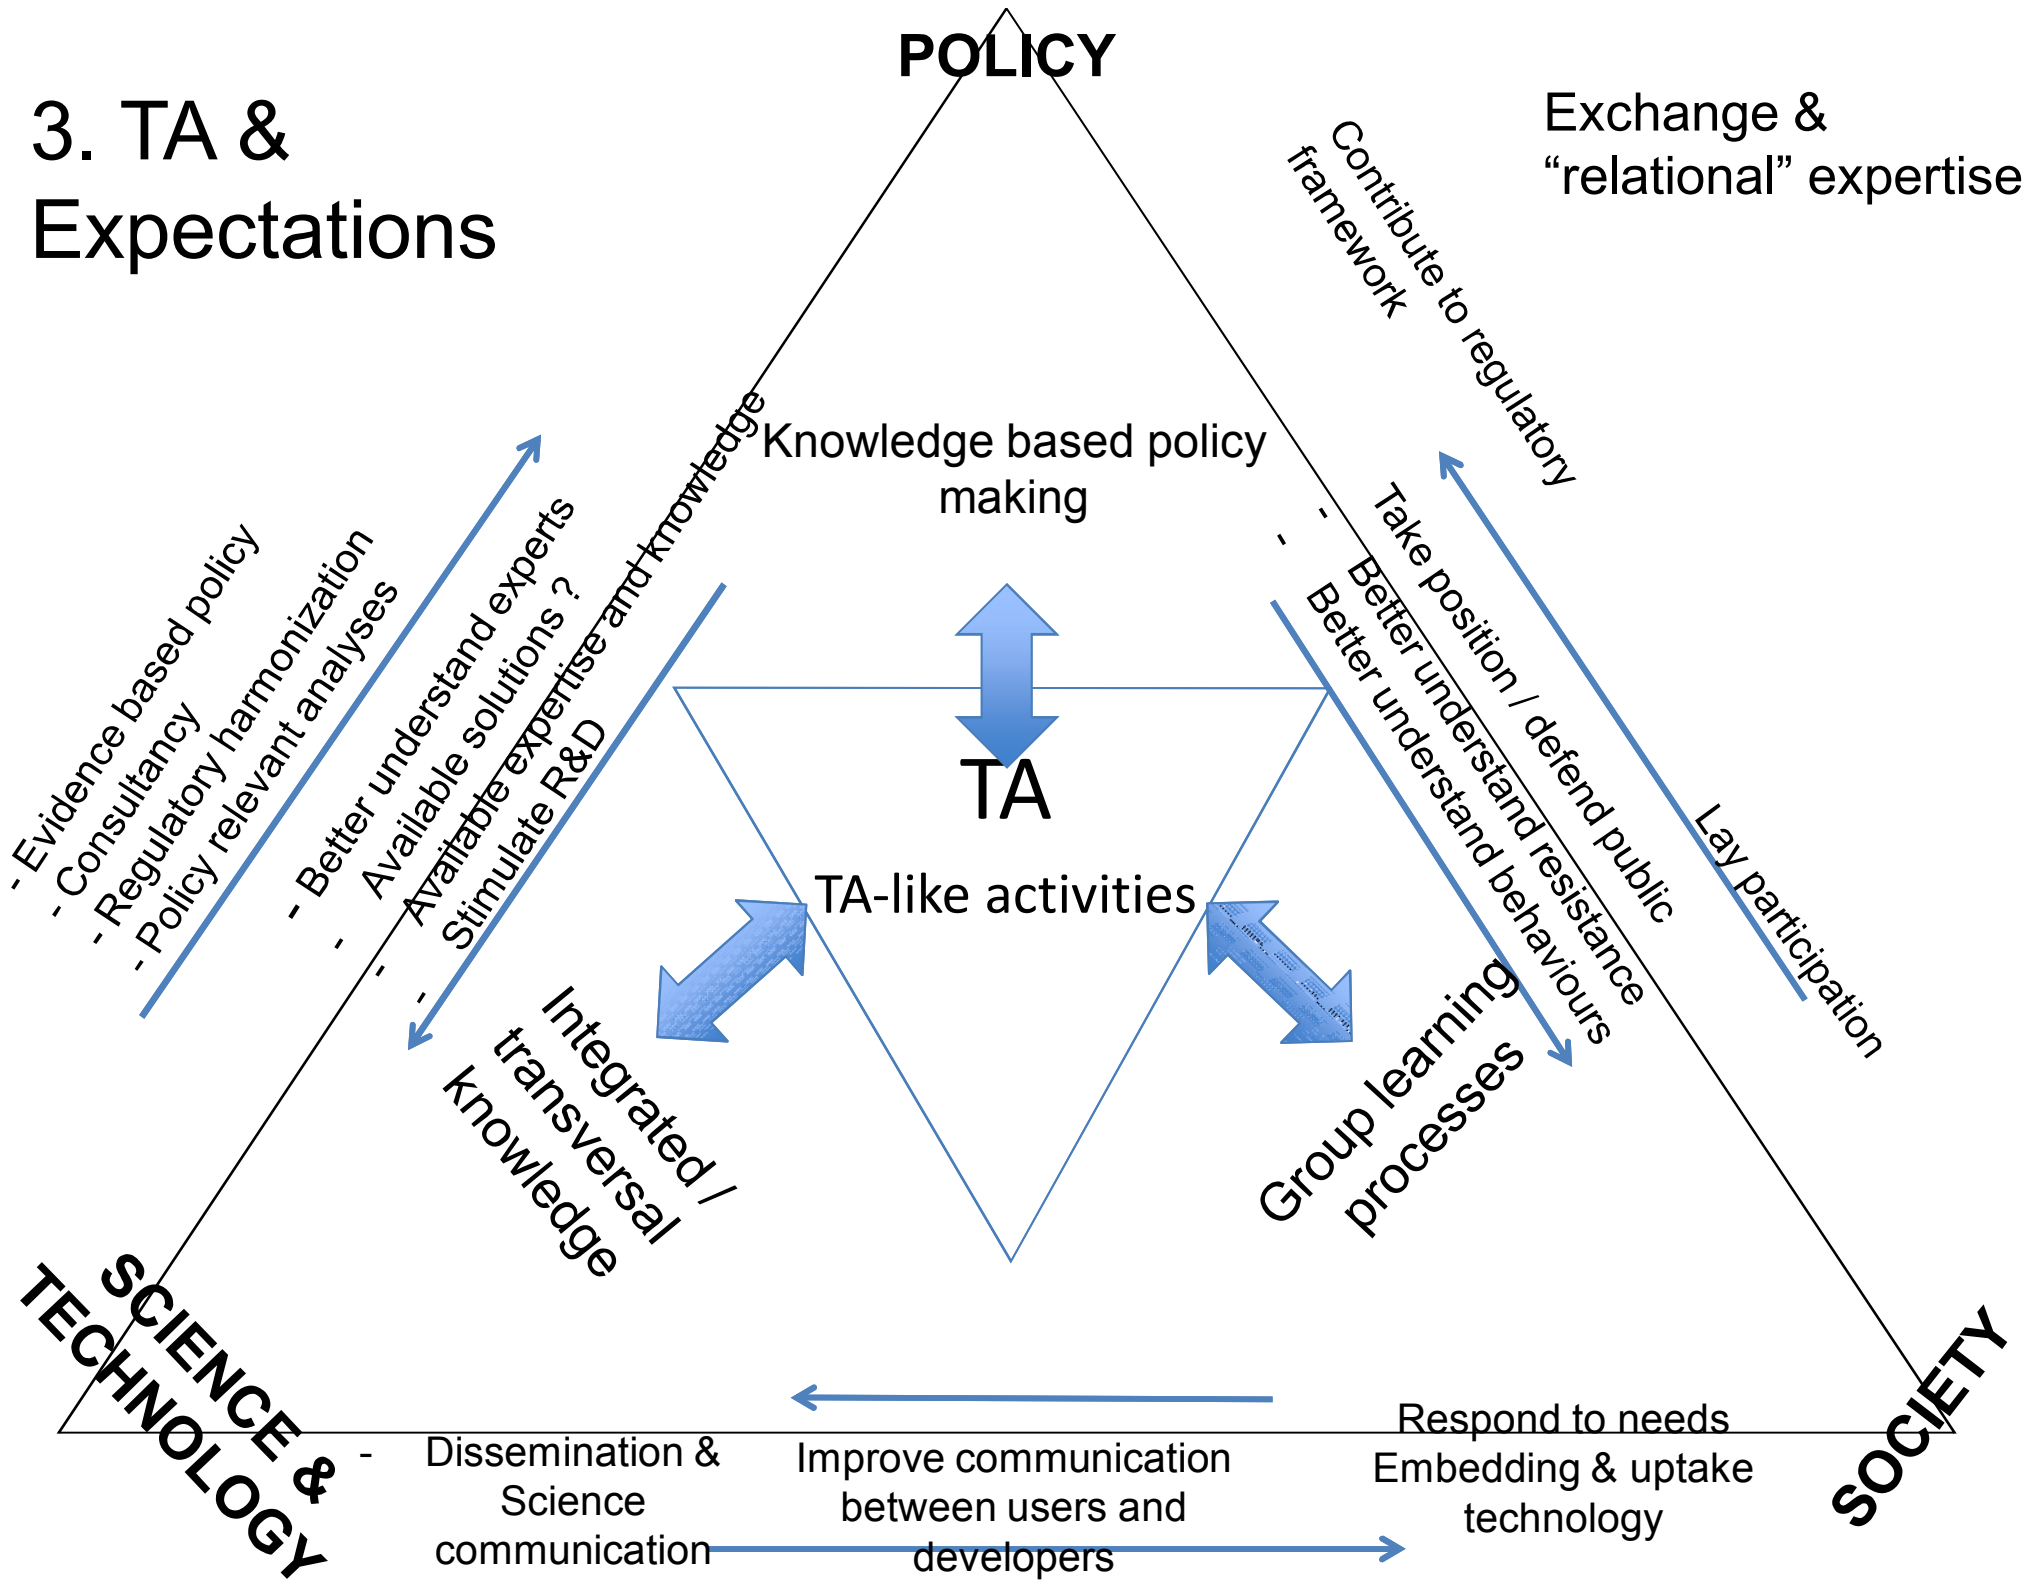 POLICY
3. TA &
Expectations
Exchange &
“relational” expertise
Contribute to regulatory
framework
Knowledge based policy
making
- Evidence based policy
- Consultancy
- Regulatory harmonization
- Policy relevant analyses
- Better understand experts
- Available solutions ?
- Available expertise and knowledge
- Stimulate R&D
Take position / defend public
- Better understand resistance
- Better understand behaviours
Lay participation
TA
TA-like activities
Integrated /
transversal
knowledge
Group learning
processes
SCIENCE &
TECHNOLOGY
SOCIETY
- Dissemination &
Science
communication
Improve communication
between users and
developers
Respond to needs
Embedding & uptake
technology